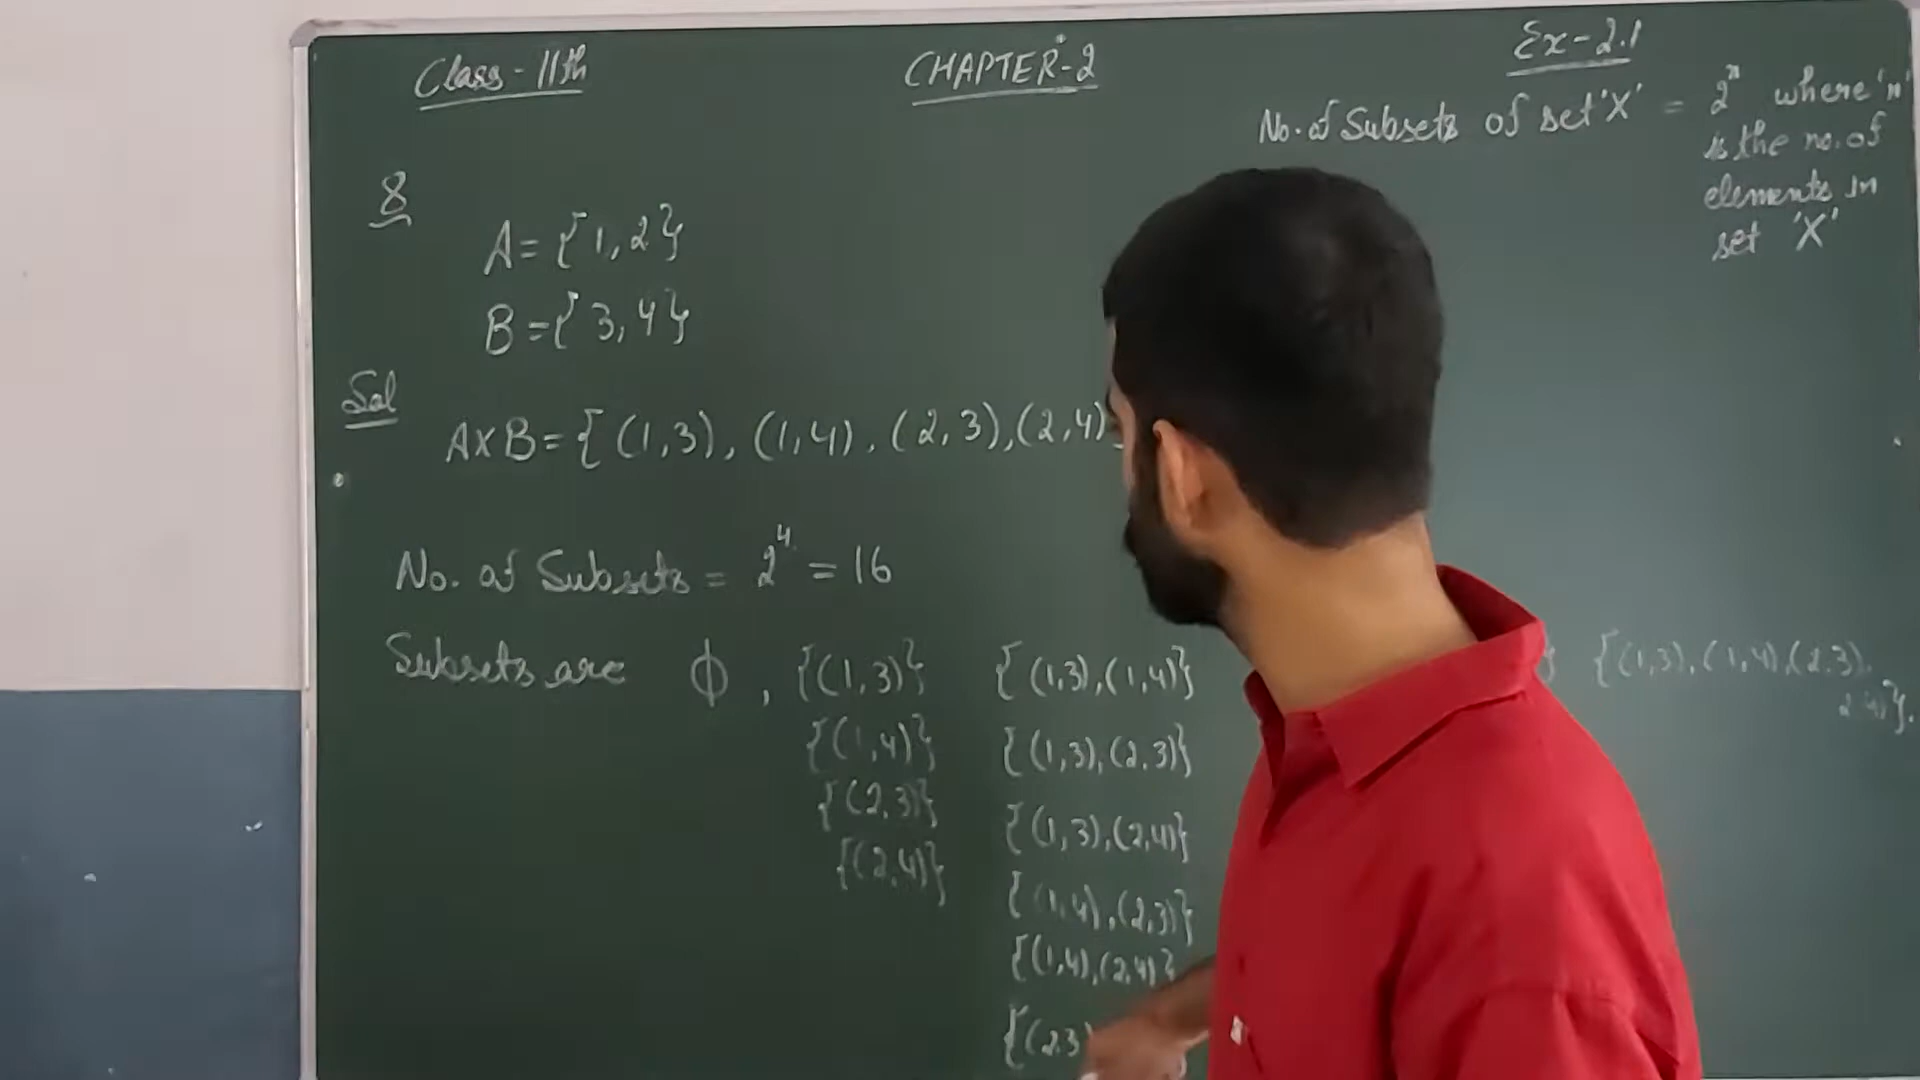 Class - 11th
CHAPTER-2
Ex-2.1
No. of Subsets of set 'X' = 2ⁿ where 'n'
is the no. of
elements in
set 'X'
8
A={1,2}
B={3,4}
Sol
A×B={(1,3), (1,4), (2,3),(2,4)
No. of Subsets = 2⁴ = 16
Subsets are ϕ , {(1,3)}
{(1,4)}
{(2,3)}
{(2,4)}
{(1,3),(1,4)}
{(1,3),(2,3)}
{(1,3),(2,4)}
{(1,4),(2,3)}
{(1,4),(2,4)}
{(2,3)
{(1,3),(1,4),(2,3),
2,4)}.